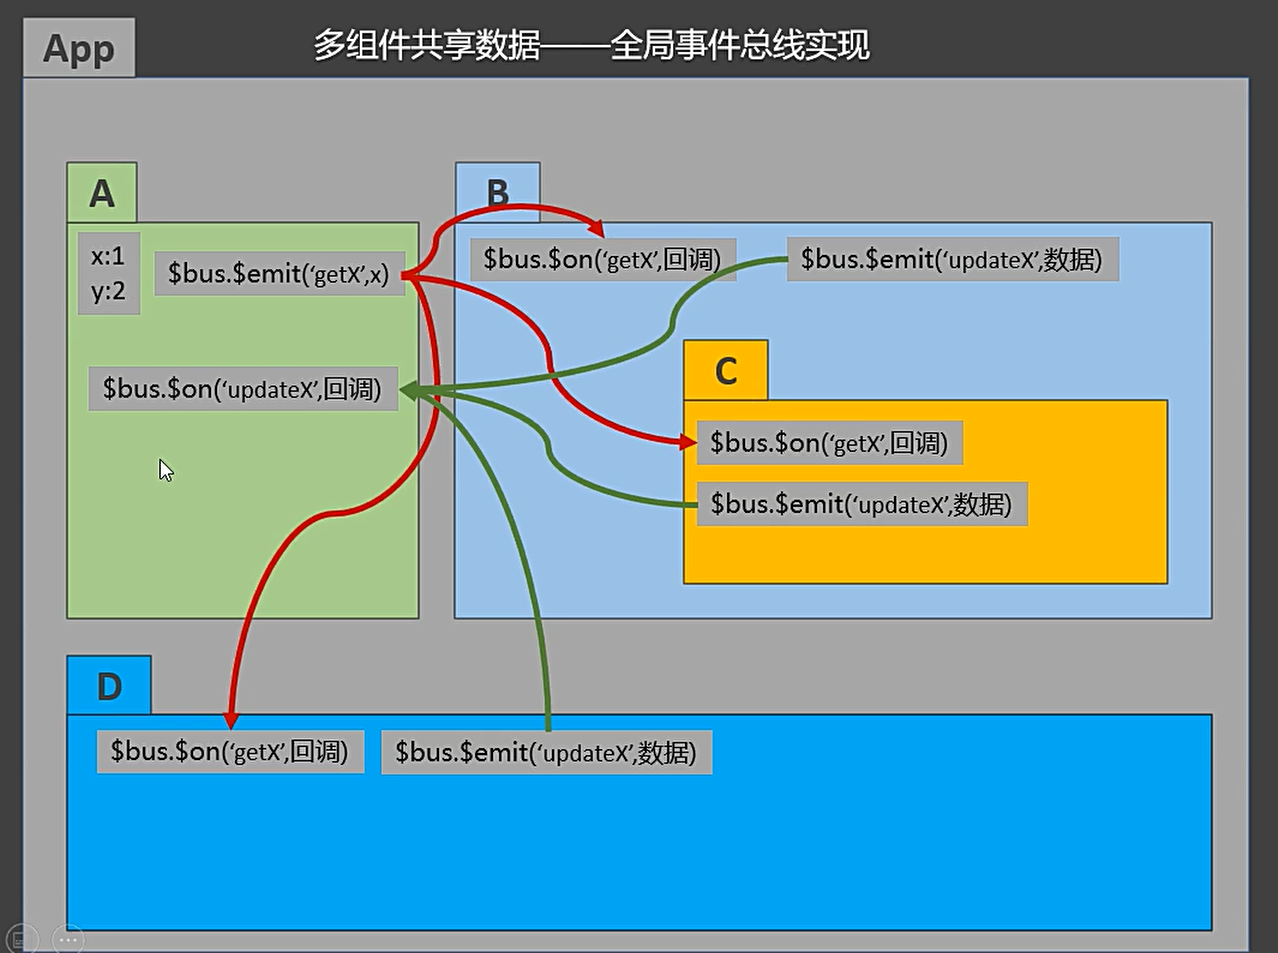 App
多组件共享数据——全局事件总线实现
A
x:1
y:2
$bus.$emit(‘getX’,x)
$bus.$on(‘updateX’,回调)
B
$bus.$on(‘getX’,回调)
$bus.$emit(‘updateX’,数据)
C
$bus.$on(‘getX’,回调)
$bus.$emit(‘updateX’,数据)
D
$bus.$on(‘getX’,回调)
$bus.$emit(‘updateX’,数据)